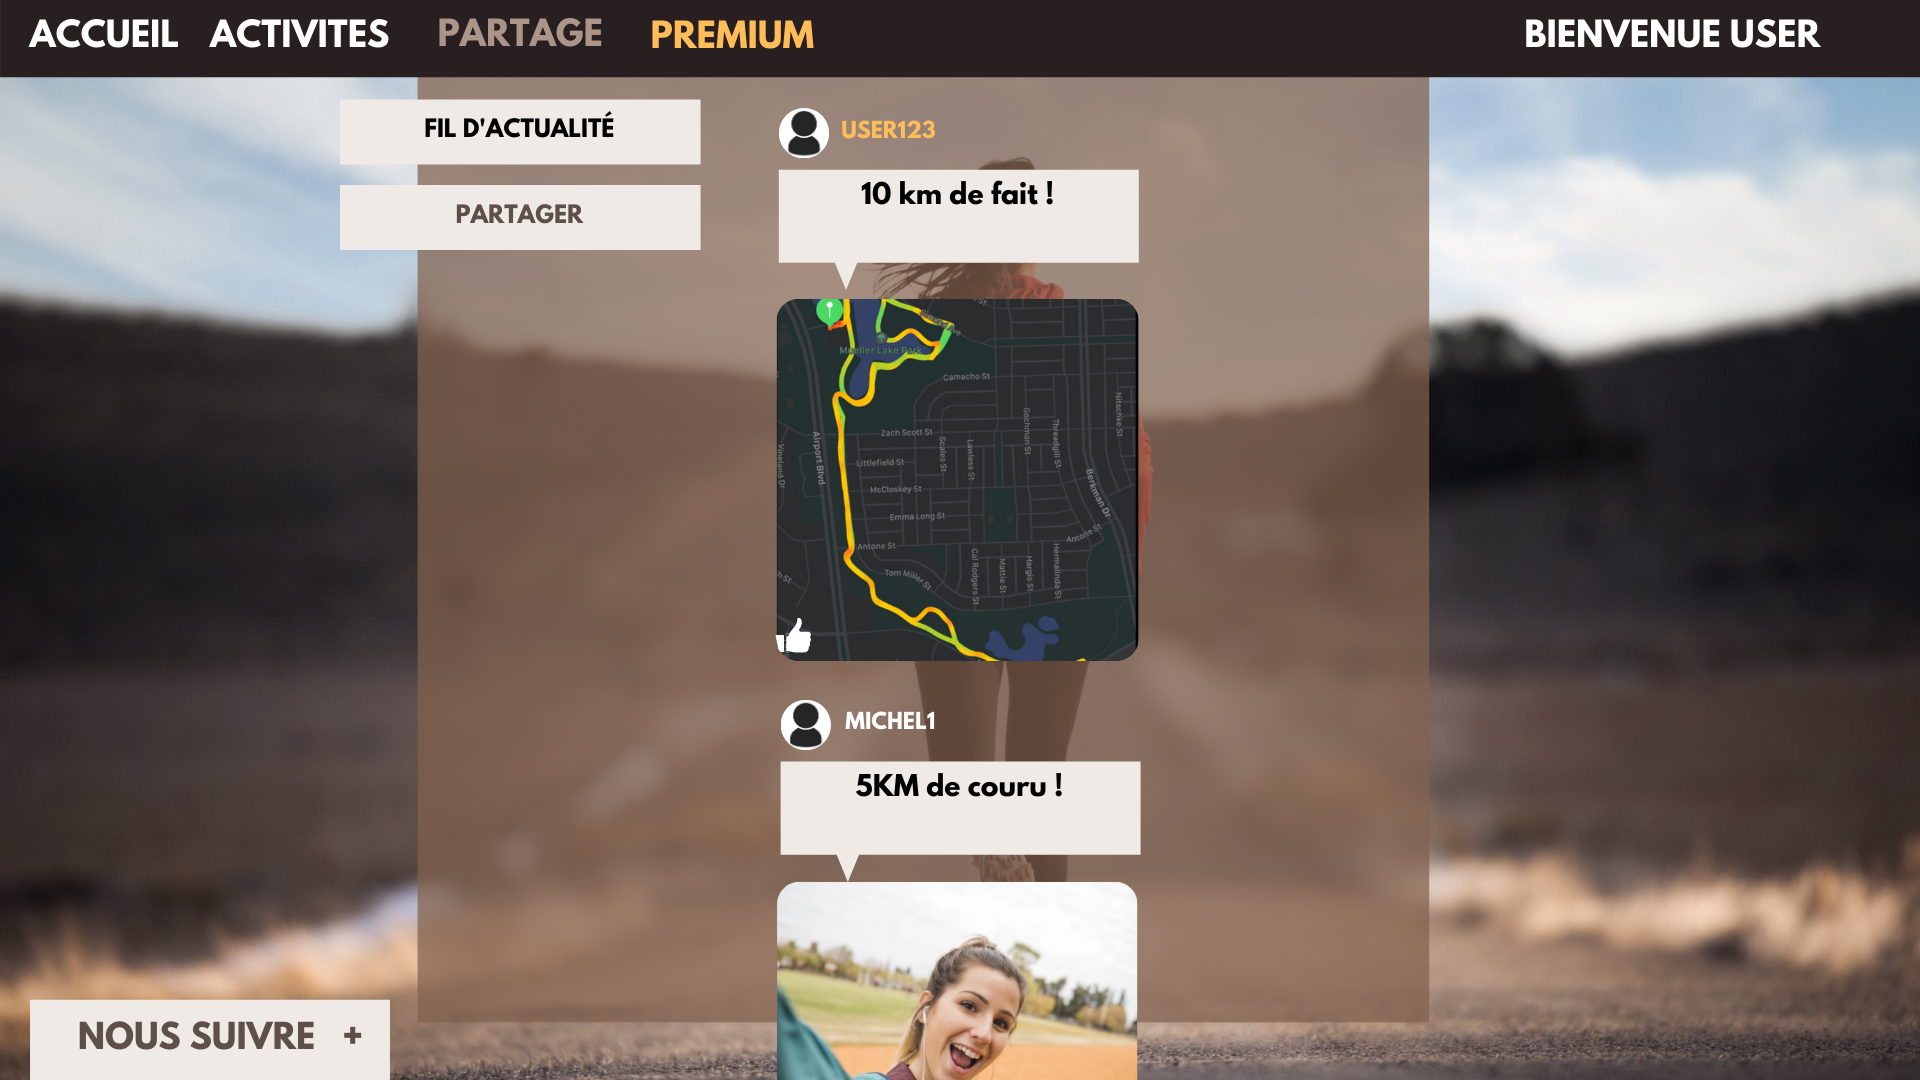 ACCUEIL ACTIVITES PARTAGE PREMIUM BIENVENUE USER
FIL D'ACTUALITÉ
PARTAGER
USER123
10 km de fait !
Mueller Lake Park
Camacho St
Zach Scott St
Littlefield St
McCloskey St
Emma Long St
Antone St
Tom Miller St
Airport Blvd
Vineland Dr
Scales St
Lawless St
Gochman St
Threadgill St
Nitschke St
Berkman Dr
Antone St
Cal Rodgers St
Mattie St
Hargis St
Hermalinda St
MICHEL1
5KM de couru !
NOUS SUIVRE +